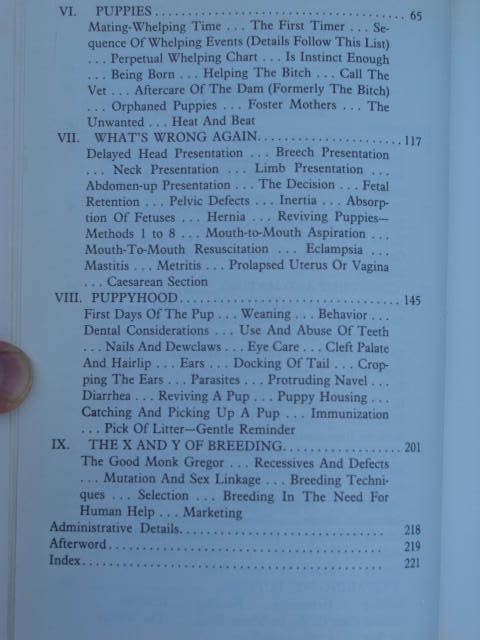 VI. PUPPIES . . . . . . . . . . . . . . . . . . . . . . . . . . . . . . . . . 65
Mating-Whelping Time . . . The First Timer . . . Se-
quence Of Whelping Events (Details Follow This List)
. . . Perpetual Whelping Chart . . . Is Instinct Enough
. . . Being Born . . . Helping The Bitch . . . Call The
Vet . . . Aftercare Of The Dam (Formerly The Bitch)
. . . Orphaned Puppies . . . Foster Mothers . . . The
Unwanted . . . Heat And Beat
VII. WHAT'S WRONG AGAIN. . . . . . . . . . . . . . . . . . . 117
Delayed Head Presentation . . . Breech Presentation
. . . Neck Presentation . . . Limb Presentation . . .
Abdomen-up Presentation . . . The Decision . . . Fetal
Retention . . . Pelvic Defects . . . Inertia . . . Absorp-
tion Of Fetuses . . . Hernia . . . Reviving Puppies—
Methods 1 to 8 . . . Mouth-to-Mouth Aspiration . . .
Mouth-To-Mouth Resuscitation . . . Eclampsia . . .
Mastitis . . . Metritis . . . Prolapsed Uterus Or Vagina
. . . Caesarean Section
VIII. PUPPYHOOD . . . . . . . . . . . . . . . . . . . . . . . . . . . . . 145
First Days Of The Pup . . . Weaning . . . Behavior . . .
Dental Considerations . . . Use And Abuse Of Teeth
. . . Nails And Dewclaws . . . Eye Care . . . Cleft Palate
And Hairlip . . . Ears . . . Docking Of Tail . . . Crop-
ping The Ears . . . Parasites . . . Protruding Navel . . .
Diarrhea . . . Reviving A Pup . . . Puppy Housing . . .
Catching And Picking Up A Pup . . . Immunization
. . . Pick Of Litter—Gentle Reminder
IX. THE X AND Y OF BREEDING. . . . . . . . . . . . . . . . 201
The Good Monk Gregor . . . Recessives And Defects
. . . Mutation And Sex Linkage . . . Breeding Techni-
ques . . . Selection . . . Breeding In The Need For
Human Help . . . Marketing
Administrative Details. . . . . . . . . . . . . . . . . . . . . . . . . . . 218
Afterword . . . . . . . . . . . . . . . . . . . . . . . . . . . . . . . . . . . . 219
Index. . . . . . . . . . . . . . . . . . . . . . . . . . . . . . . . . . . . . . . . 221